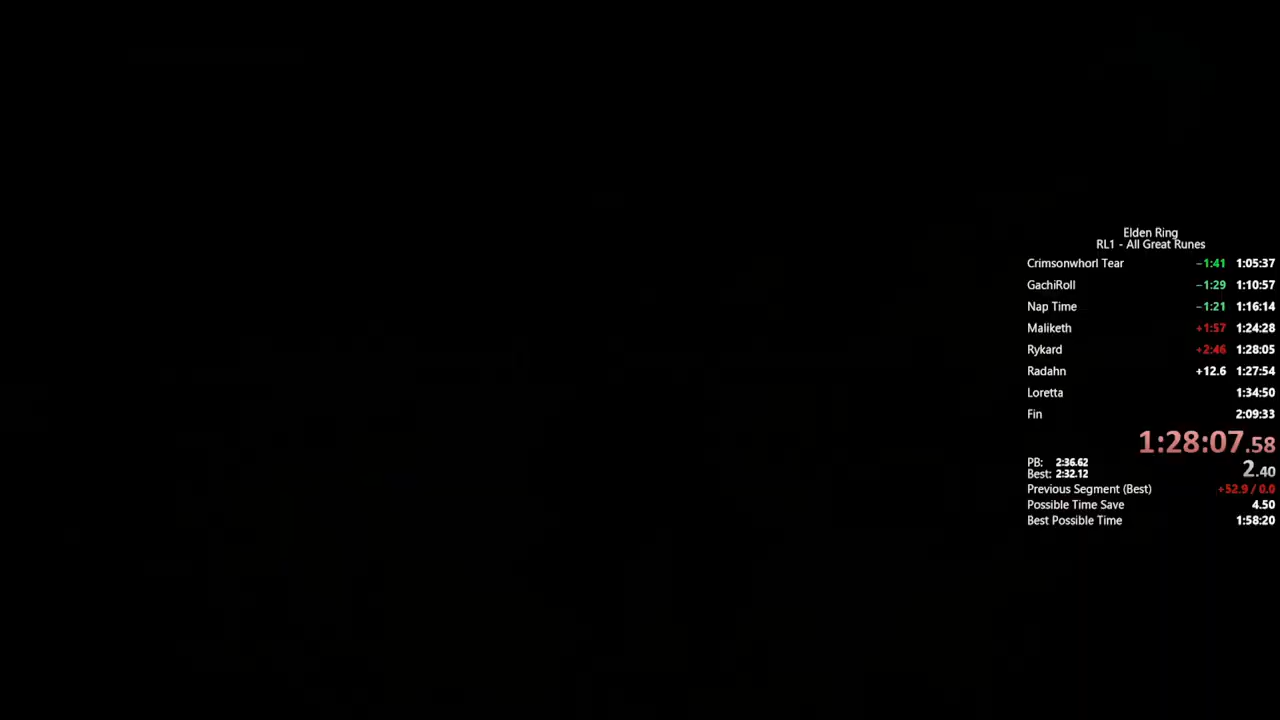 Elden Ring
RL1 - All Great Runes
Crimsonwhorl Tear −1:41 1:05:37
GachiRoll −1:29 1:10:57
Nap Time −1:21 1:16:14
Maliketh +1:57 1:24:28
Rykard +2:46 1:28:05
Radahn +12.6 1:27:54
Loretta 1:34:50
Fin 2:09:33
1:28:07.58
PB: 2:36.62 2.40
Best: 2:32.12
Previous Segment (Best) +52.9 / 0.0
Possible Time Save 4.50
Best Possible Time 1:58:20